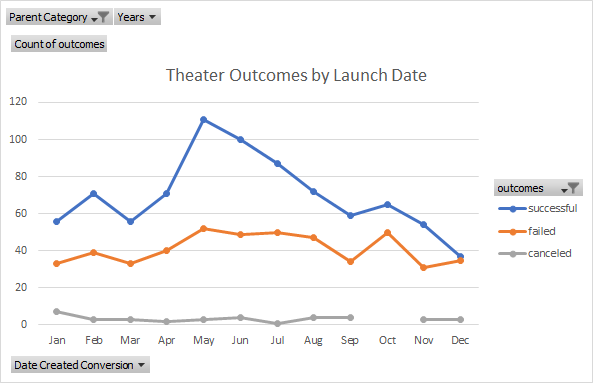 Parent Category Years
Count of outcomes
Theater Outcomes by Launch Date
120
100
80
60
40
20
0
Jan Feb Mar Apr May Jun Jul Aug Sep Oct Nov Dec
outcomes
successful
failed
canceled
Date Created Conversion